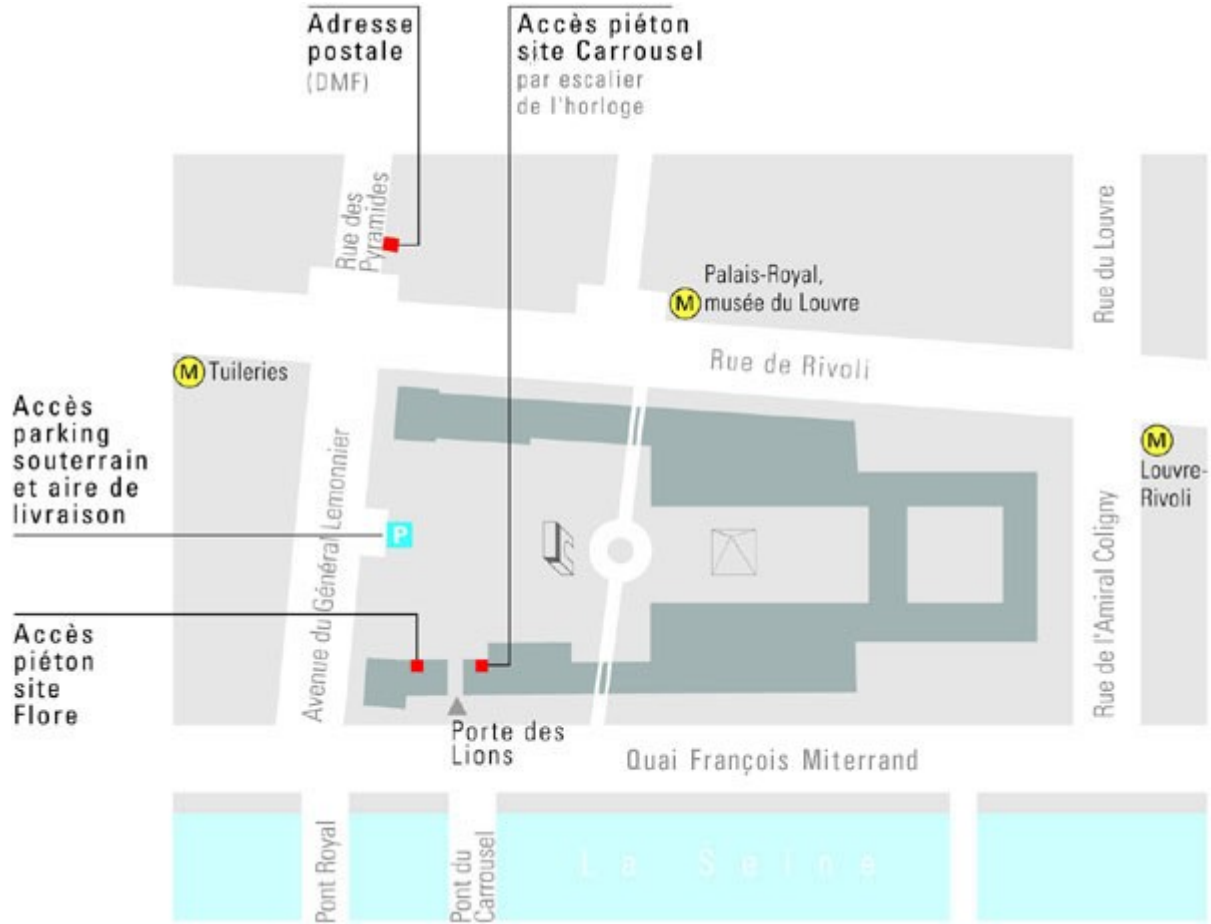 Adresse
postale
(DMF)
Accès piéton
site Carrousel
par escalier
de l'horloge
Rue des
Pyramides
Rue du Louvre
M
Palais-Royal,
musée du Louvre
Rue de Rivoli
M
Tuileries
Accès
parking
souterrain
et aire de
livraison
Avenue du Général Lemonnier
P
M
Louvre-
Rivoli
Rue de l'Amiral Coligny
Accès
piéton
site
Flore
Porte des
Lions
Quai François Miterrand
Pont Royal
Pont du
Carrousel
La Seine